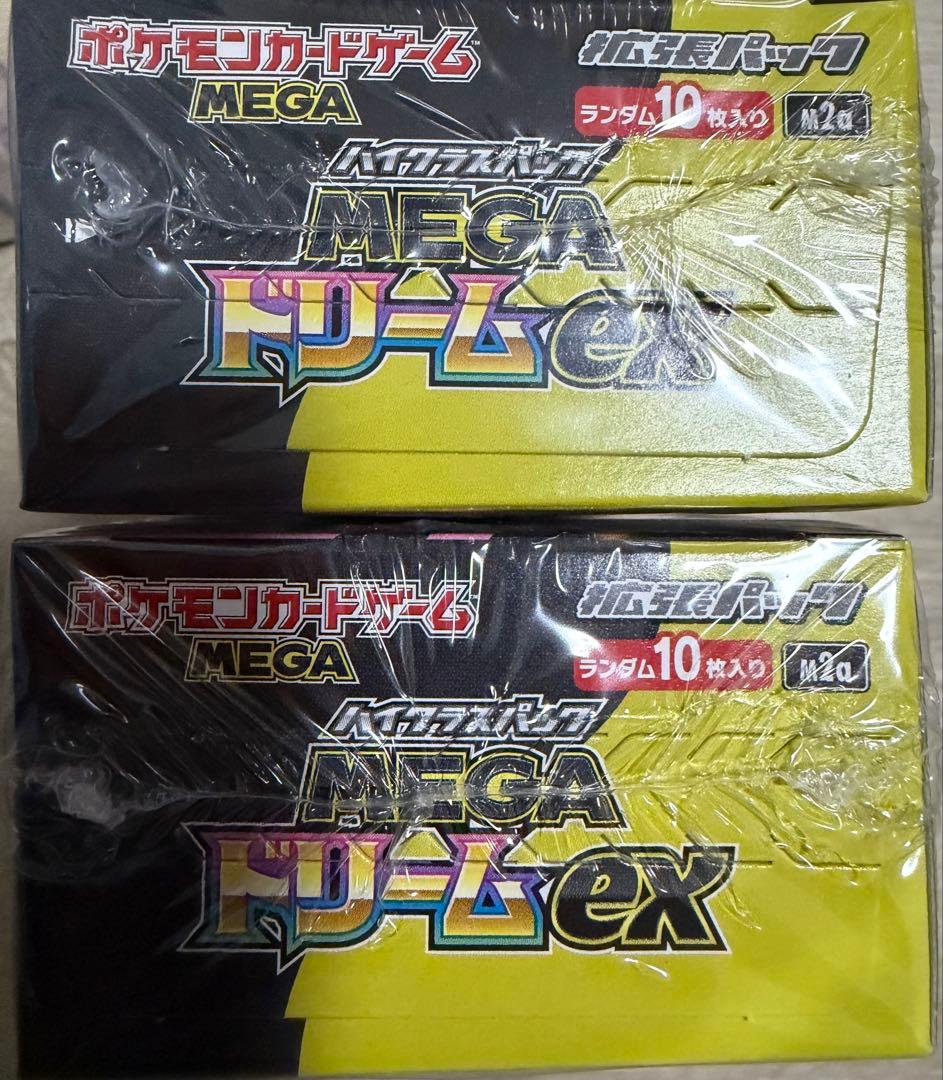 ポケモンカードゲーム™
MEGA
拡張パック
ランダム10枚入り
M2a
ハイクラスパック
MEGA
ドリームex
ポケモンカードゲーム
MEGA
拡張パック
ランダム10枚入り
M2a
ハイクラスパック
MEGA
ドリームex